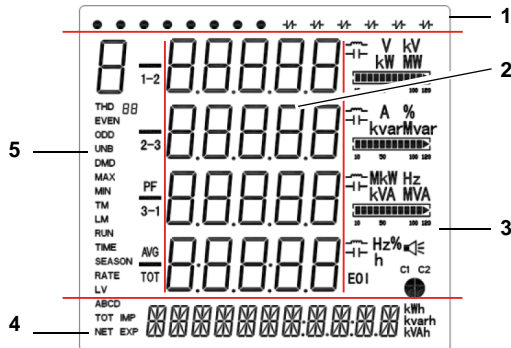 1
1-2
V kV
kW MW
100 120
2
THD 88
EVEN
ODD
UNB
DMD
MAX
MIN
TM
LM
RUN
TIME
SEASON
RATE
LV
ABCD
TOT IMP
NET EXP
5
2-3
A %
kvarMvar
10 50 100 120
PF
3-1
MkW Hz
kVA MVA
10 50 100 120
3
AVG
TOT
Hz%
h
EOI
C1 C2
4
kWh
kvarh
kVAh